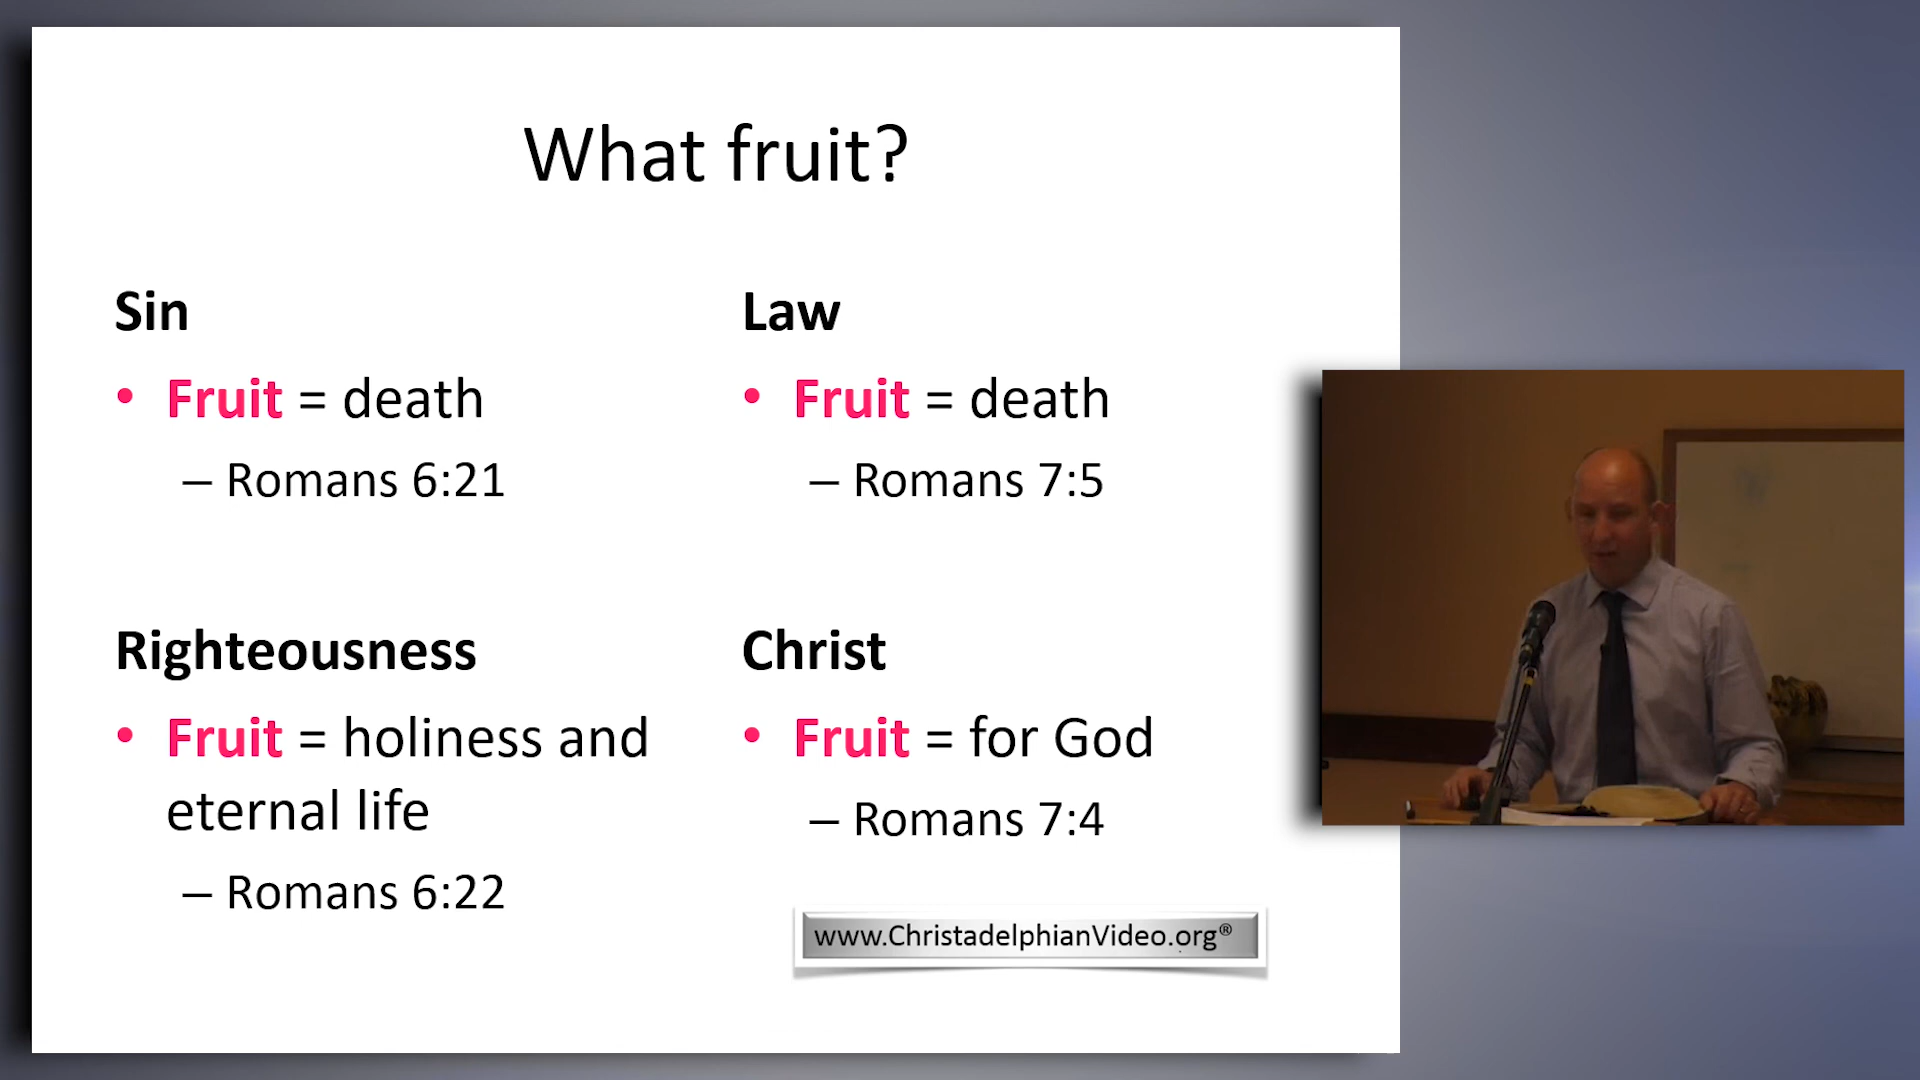 What fruit?
Sin
• Fruit = death
– Romans 6:21
Law
• Fruit = death
– Romans 7:5
Righteousness
• Fruit = holiness and
eternal life
– Romans 6:22
Christ
• Fruit = for God
– Romans 7:4
www.ChristadelphianVideo.org®